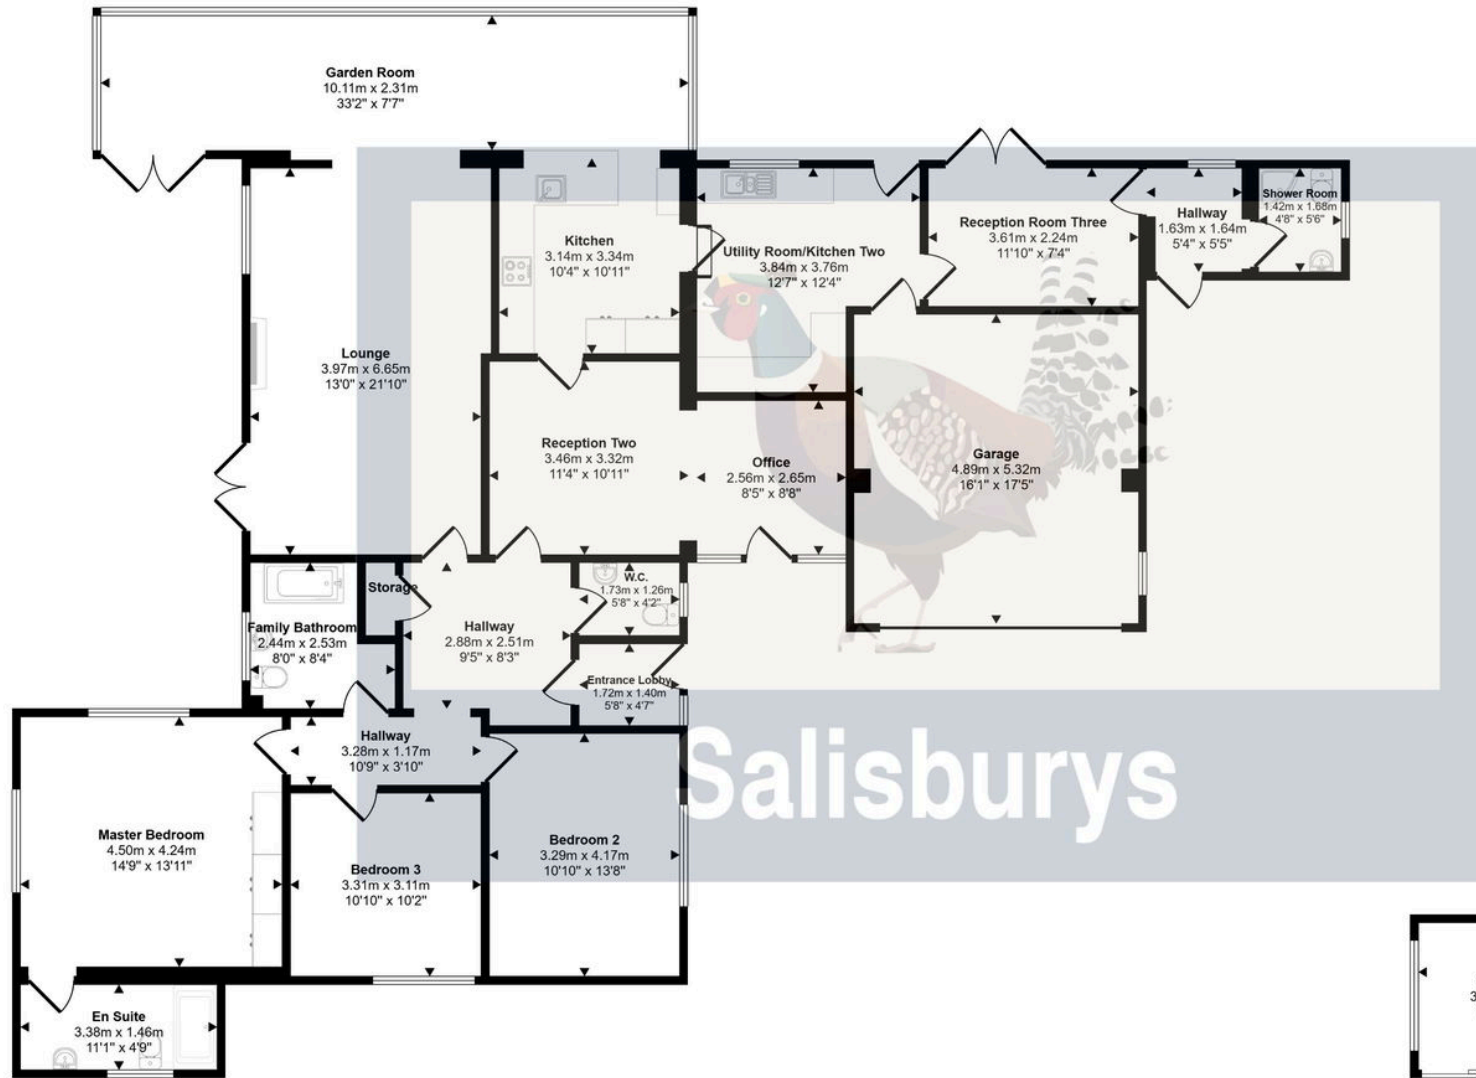 Garden Room
10.11m x 2.31m
33'2" x 7'7"
Kitchen
3.14m x 3.34m
10'4" x 10'11"
Utility Room/Kitchen Two
3.84m x 3.76m
12'7" x 12'4"
Reception Room Three
3.61m x 2.24m
11'10" x 7'4"
Hallway
1.63m x 1.64m
5'4" x 5'5"
Shower Room
1.42m x 1.68m
4'8" x 5'6"
Lounge
3.97m x 6.65m
13'0" x 21'10"
Reception Two
3.46m x 3.32m
11'4" x 10'11"
Office
2.56m x 2.65m
8'5" x 8'8"
Garage
4.89m x 5.32m
16'1" x 17'5"
Storage
W.C.
1.73m x 1.26m
5'8" x 4'2"
Family Bathroom
2.44m x 2.53m
8'0" x 8'4"
Hallway
2.88m x 2.51m
9'5" x 8'3"
Entrance Lobby
1.72m x 1.40m
5'8" x 4'7"
Hallway
3.28m x 1.17m
10'9" x 3'10"
Salisburys
Master Bedroom
4.50m x 4.24m
14'9" x 13'11"
Bedroom 3
3.31m x 3.11m
10'10" x 10'2"
Bedroom 2
3.29m x 4.17m
10'10" x 13'8"
En Suite
3.38m x 1.46m
11'1" x 4'9"
3